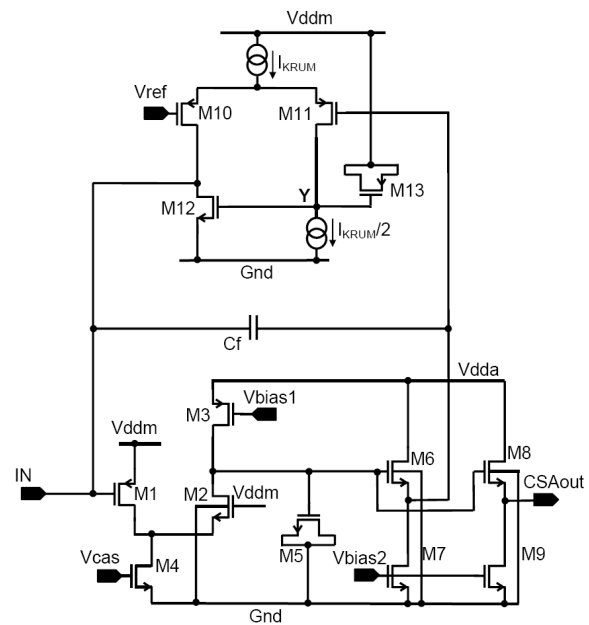 Vddm
IKRUM
Vref
M10
M11
M12
Y
M13
IKRUM/2
Gnd
Cf
Vdda
M3
Vbias1
M8
Vddm
M6
IN
M1
M2
Vddm
CSAout
Vcas
M4
M5
Vbias2
M7
M9
Gnd